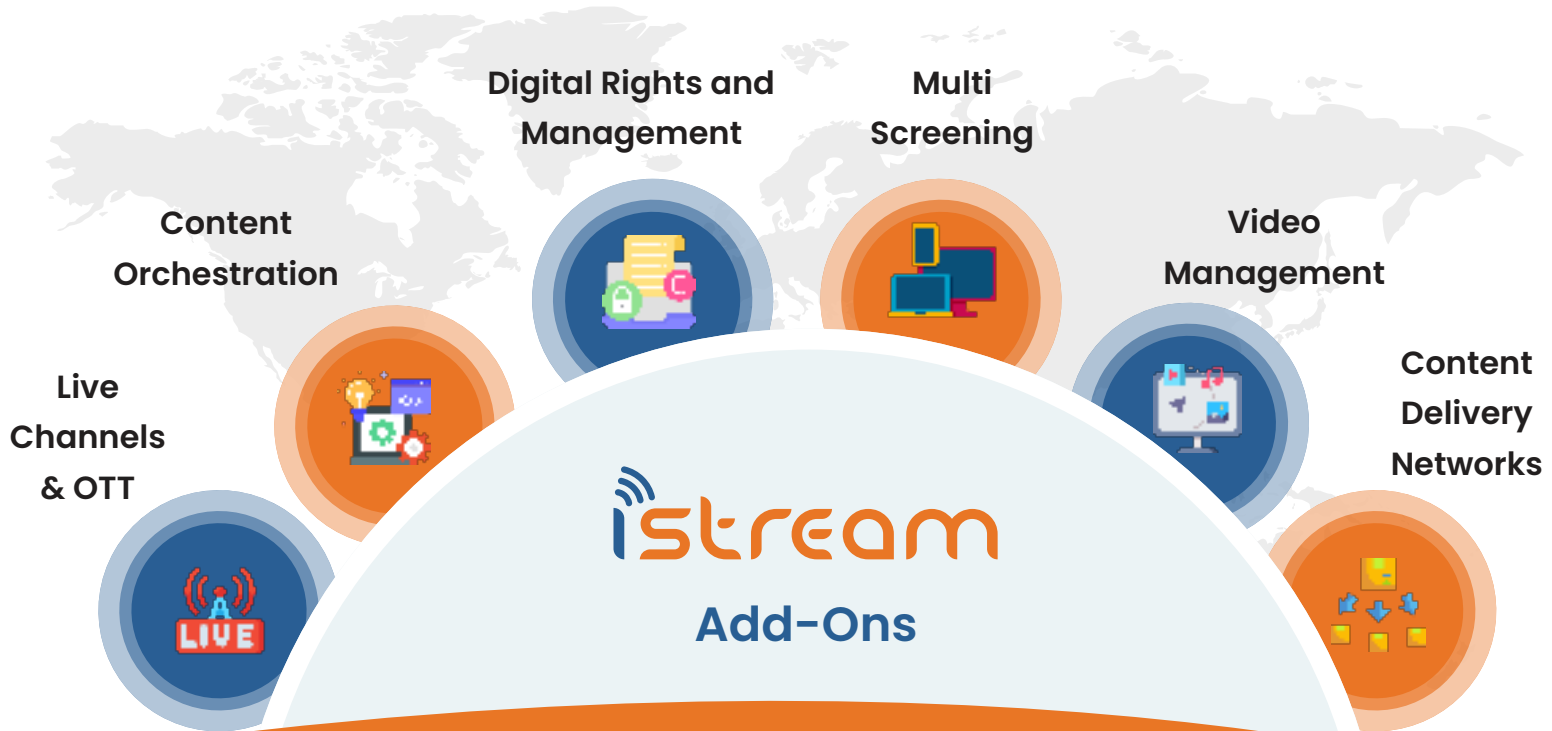 Digital Rights and
Management
Multi
Screening
Content
Orchestration
Video
Management
Live
Channels
& OTT
Content
Delivery
Networks
LIVE
istream
Add-Ons